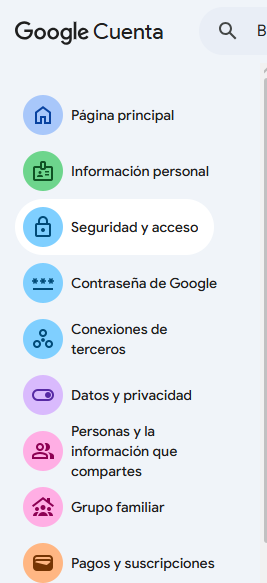 Google Cuenta
B
Página principal
Información personal
Seguridad y acceso
Contraseña de Google
Conexiones de
terceros
Datos y privacidad
Personas y la
información que
compartes
Grupo familiar
Pagos y suscripciones